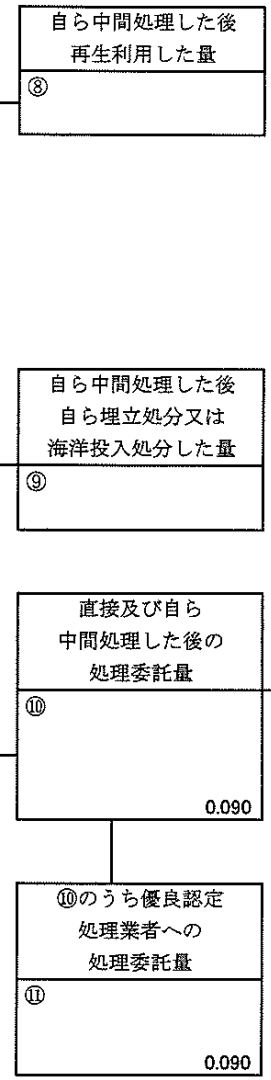 自ら中間処理した後
再生利用した量
⑧
自ら中間処理した後
自ら埋立処分又は
海洋投入処分した量
⑨
直接及び自ら
中間処理した後の
処理委託量
⑩
0.090
⑩のうち優良認定
処理業者への
処理委託量
⑪
0.090